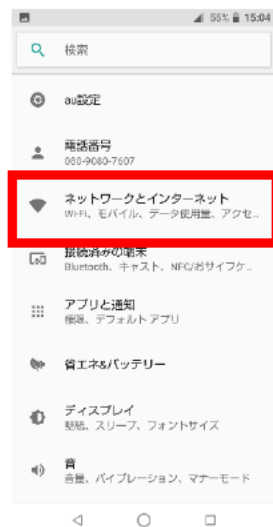 55% 15:04
検索
au設定
電話番号
080-9080-7607
ネットワークとインターネット
Wi-Fi、モバイル、データ使用量、アクセ...
接続済みの端末
Bluetooth、キャスト、NFC/おサイフケ...
アプリと通知
権限、デフォルト アプリ
省エネ&バッテリー
ディスプレイ
壁紙、スリープ、フォントサイズ
音
音量、バイブレーション、マナーモード